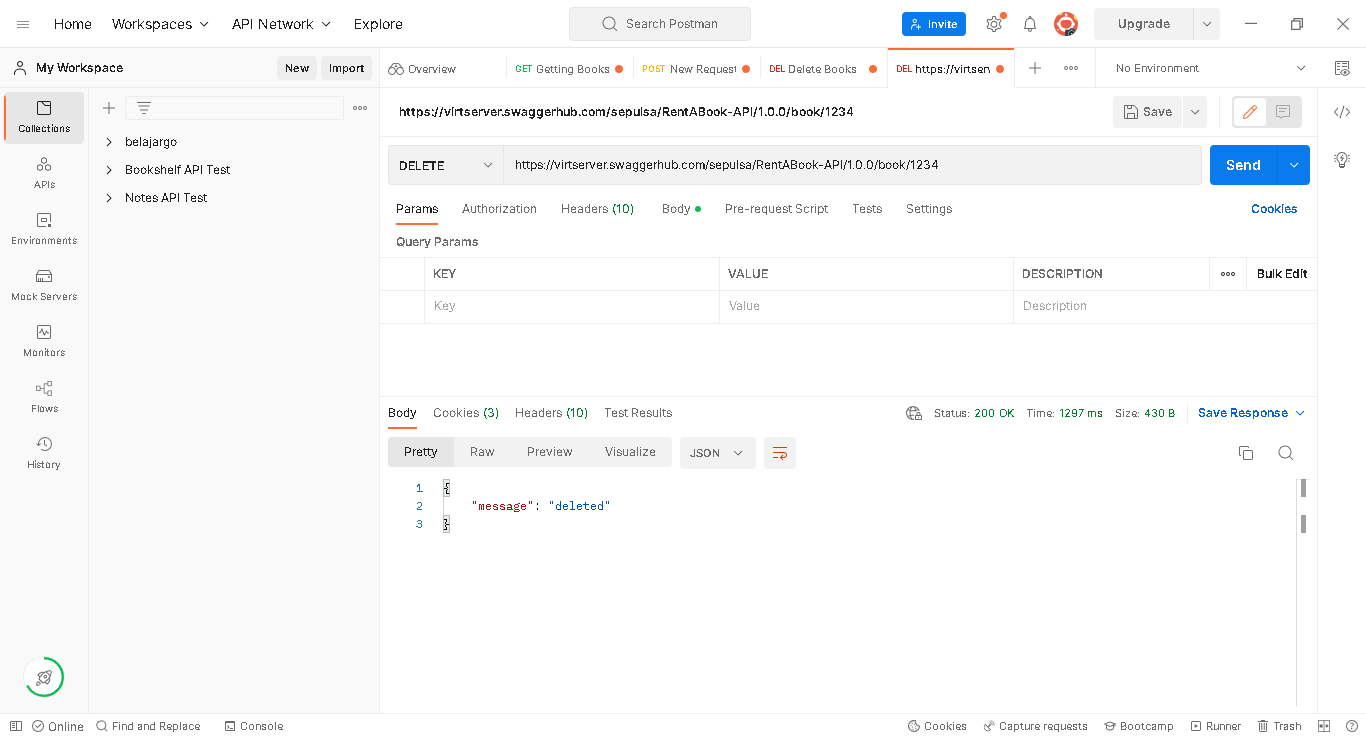 Home Workspaces API Network Explore Search Postman Invite Upgrade
My Workspace New Import Overview GET Getting Books POST New Request DEL Delete Books DEL https://virtserv No Environment
Collections
APIs
Environments
Mock Servers
Monitors
Flows
History
belajargo
Bookshelf API Test
Notes API Test
https://virtserver.swaggerhub.com/sepulsa/RentABook-API/1.0.0/book/1234 Save
DELETE https://virtserver.swaggerhub.com/sepulsa/RentABook-API/1.0.0/book/1234 Send
Params Authorization Headers (10) Body Pre-request Script Tests Settings Cookies
Query Params
KEY VALUE DESCRIPTION Bulk Edit
Key Value Description
Body Cookies (3) Headers (10) Test Results Status: 200 OK Time: 1297 ms Size: 430 B Save Response
Pretty Raw Preview Visualize JSON
1 {
2 "message": "deleted"
3 }
Online Find and Replace Console Cookies Capture requests Bootcamp Runner Trash